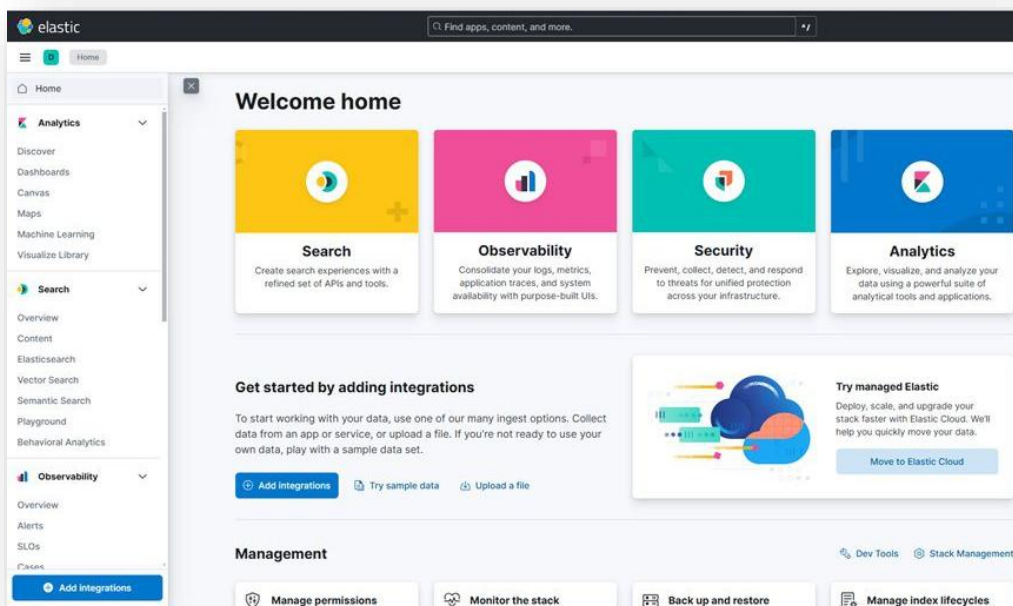 elastic
Find apps, content, and more.
*/
D
Home
Home
Analytics
Discover
Dashboards
Canvas
Maps
Machine Learning
Visualize Library
Search
Overview
Content
Elasticsearch
Vector Search
Semantic Search
Playground
Behavioral Analytics
Observability
Overview
Alerts
SLOs
Cases
Add integrations
Welcome home
Search
Create search experiences with a
refined set of APIs and tools.
Observability
Consolidate your logs, metrics,
application traces, and system
availability with purpose-built UIs.
Security
Prevent, collect, detect, and respond
to threats for unified protection
across your infrastructure.
Analytics
Explore, visualize, and analyze your
data using a powerful suite of
analytical tools and applications.
Get started by adding integrations
To start working with your data, use one of our many ingest options. Collect
data from an app or service, or upload a file. If you're not ready to use your
own data, play with a sample data set.
Add integrations
Try sample data
Upload a file
Try managed Elastic
Deploy, scale, and upgrade your
stack faster with Elastic Cloud. We'll
help you quickly move your data.
Move to Elastic Cloud
Management
Dev Tools
Stack Management
Manage permissions
Monitor the stack
Back up and restore
Manage index lifecycles